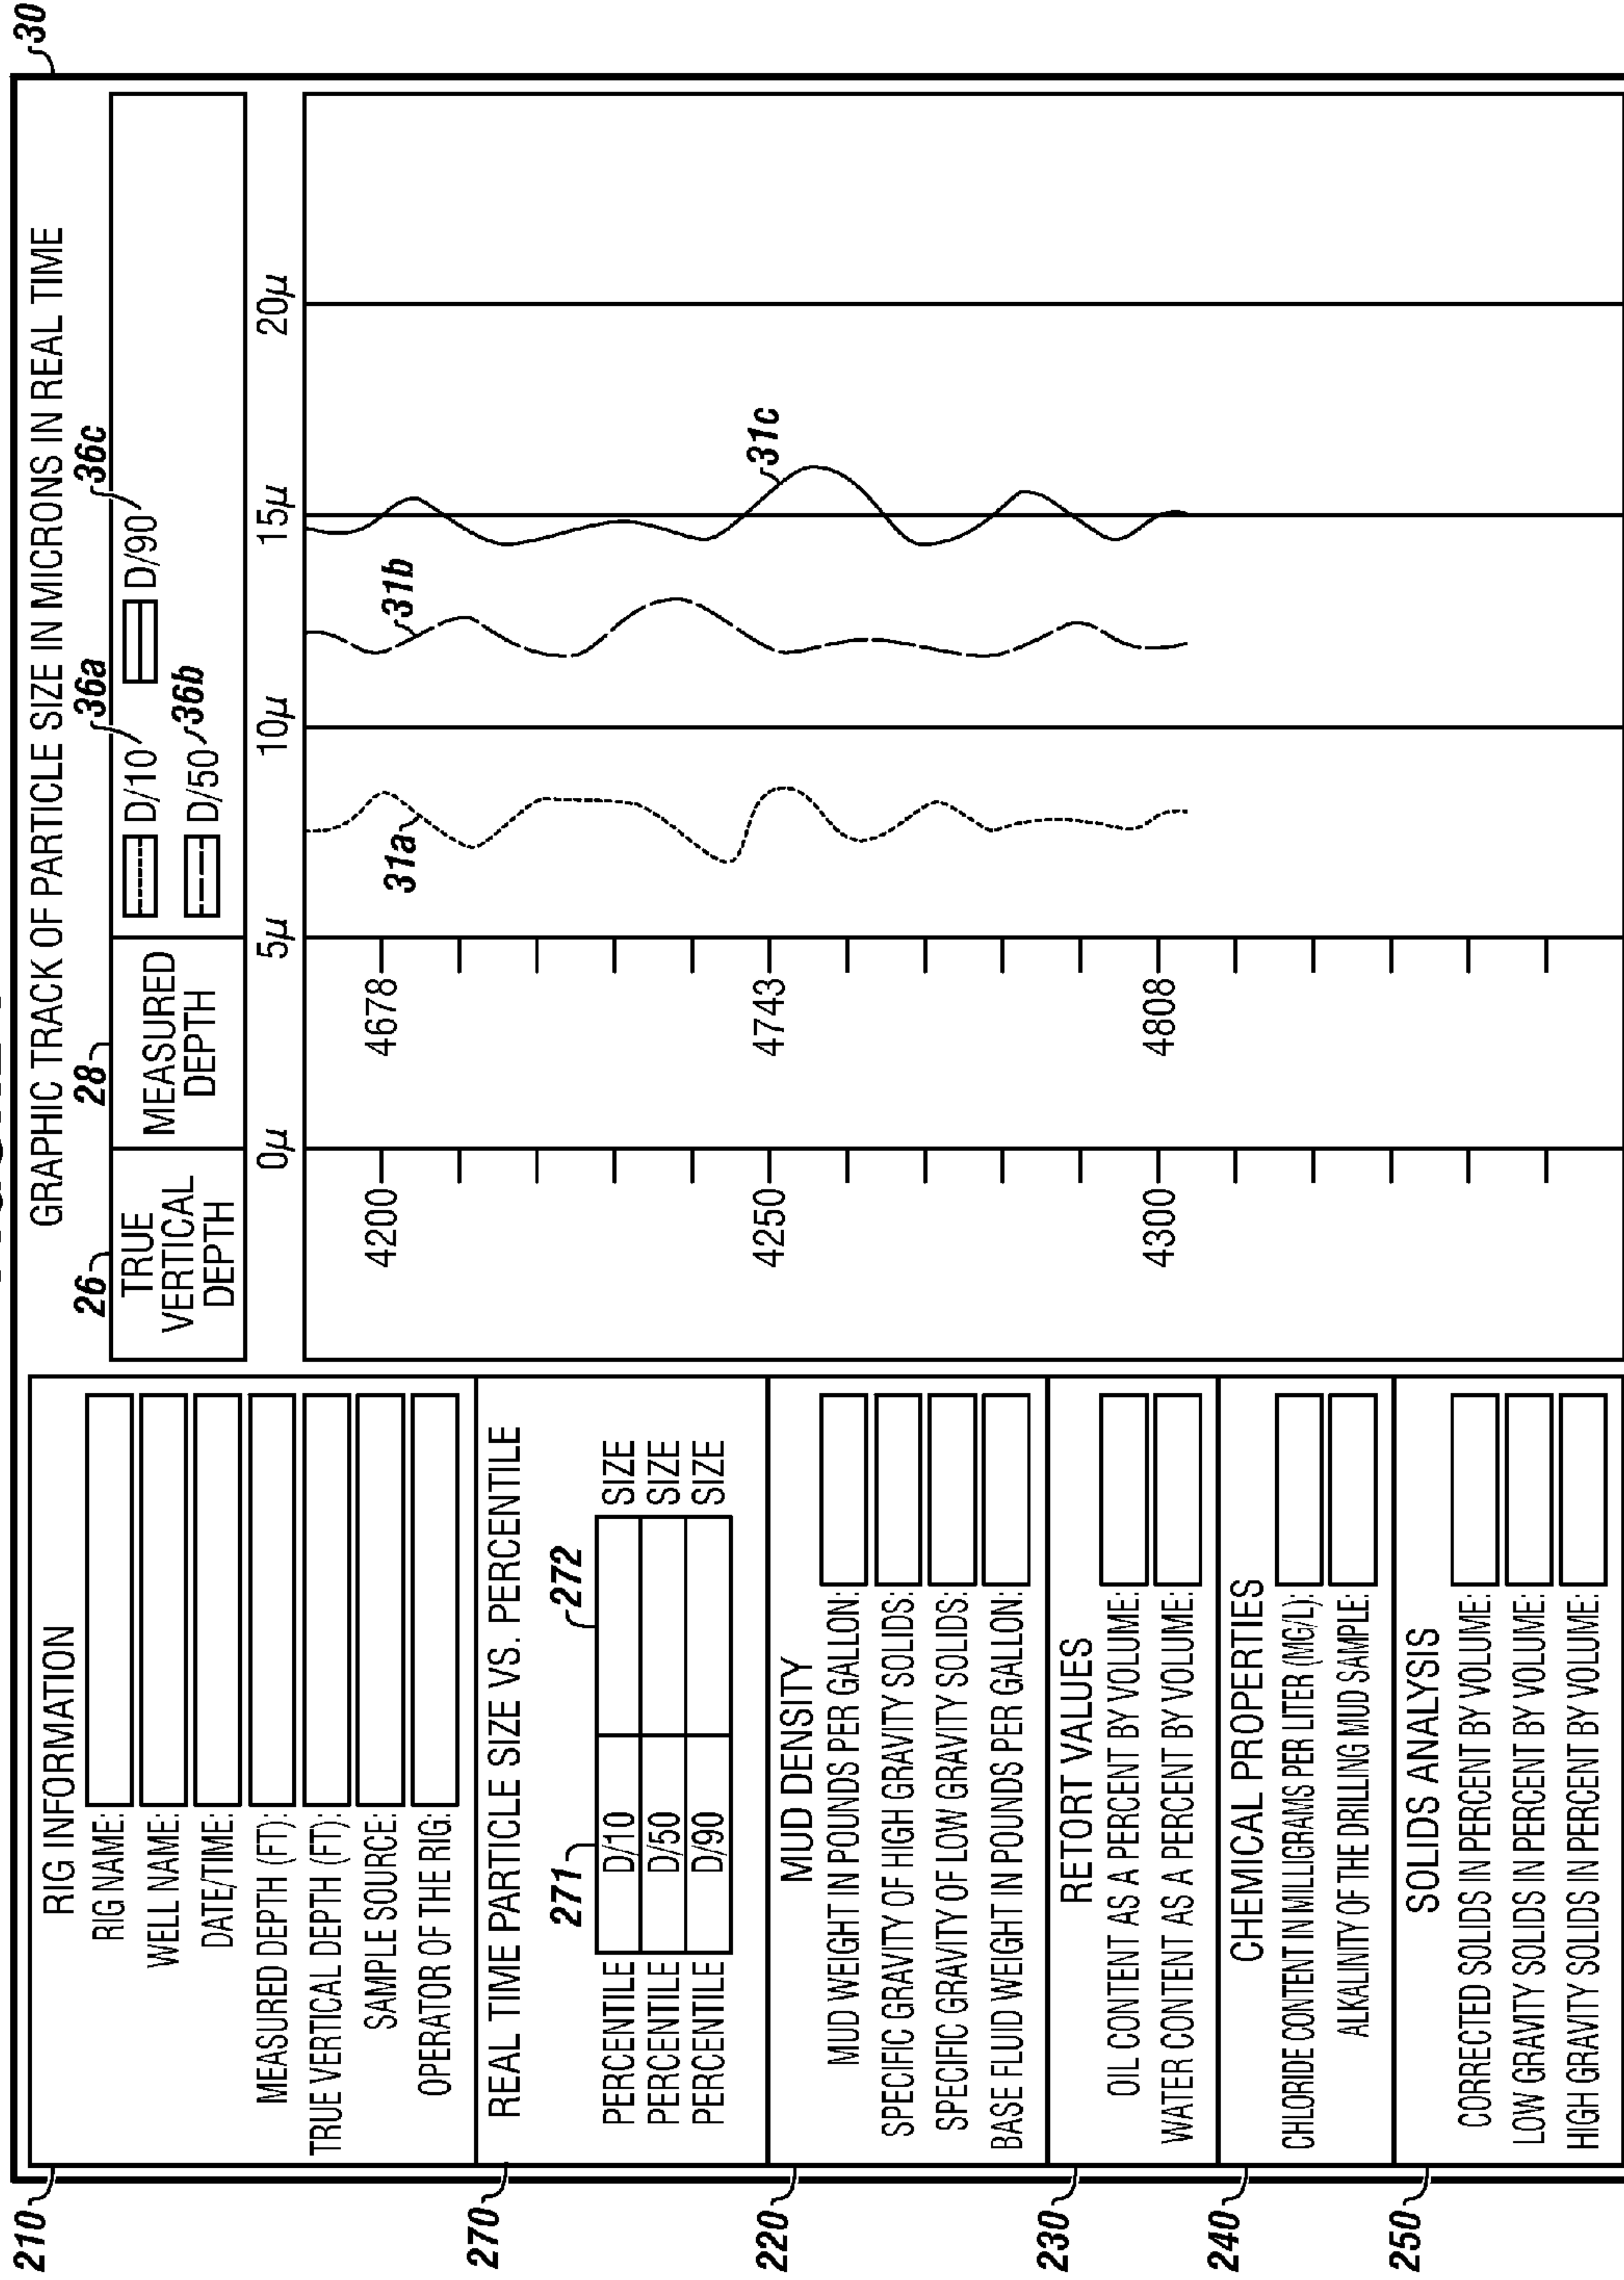 30
GRAPHIC TRACK OF PARTICLE SIZE IN MICRONS IN REAL TIME
26
28
36a
36c
TRUE
VERTICAL
DEPTH
MEASURED
DEPTH
D/10
D/90
D/50
36b
0μ
5μ
10μ
15μ
20μ
4200
4678
31a
31b
31c
4250
4743
4300
4808
210
RIG INFORMATION
RIG NAME:
WELL NAME:
DATE/TIME:
MEASURED DEPTH (FT):
TRUE VERTICAL DEPTH (FT):
SAMPLE SOURCE:
OPERATOR OF THE RIG:
270
REAL TIME PARTICLE SIZE VS. PERCENTILE
271
272
PERCENTILE D/10 SIZE
PERCENTILE D/50 SIZE
PERCENTILE D/90 SIZE
220
MUD DENSITY
MUD WEIGHT IN POUNDS PER GALLON:
SPECIFIC GRAVITY OF HIGH GRAVITY SOLIDS:
SPECIFIC GRAVITY OF LOW GRAVITY SOLIDS:
BASE FLUID WEIGHT IN POUNDS PER GALLON:
230
RETORT VALUES
OIL CONTENT AS A PERCENT BY VOLUME:
WATER CONTENT AS A PERCENT BY VOLUME:
240
CHEMICAL PROPERTIES
CHLORIDE CONTENT IN MILLIGRAMS PER LITER (MG/L):
ALKALINITY OF THE DRILLING MUD SAMPLE:
250
SOLIDS ANALYSIS
CORRECTED SOLIDS IN PERCENT BY VOLUME:
LOW GRAVITY SOLIDS IN PERCENT BY VOLUME:
HIGH GRAVITY SOLIDS IN PERCENT BY VOLUME: